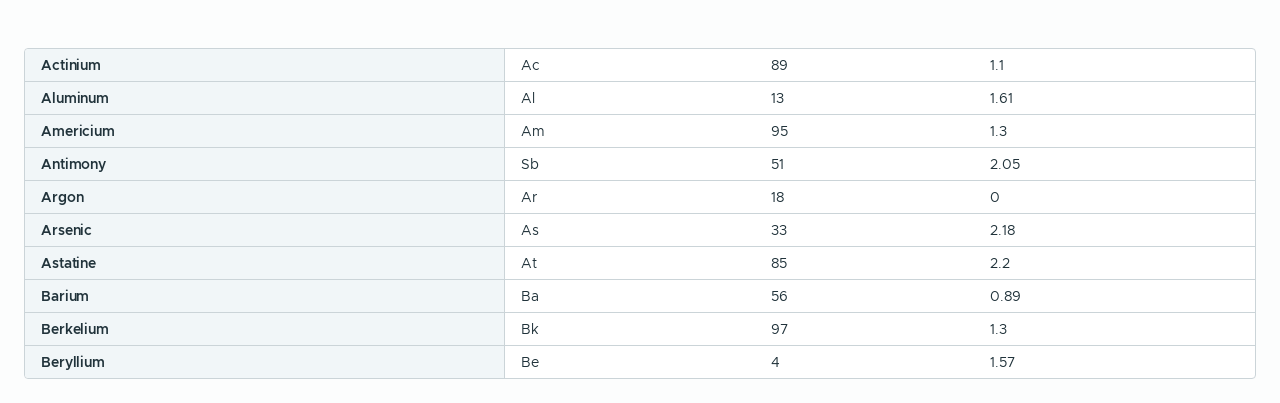 Actinium Ac 89 1.1
Aluminum Al 13 1.61
Americium Am 95 1.3
Antimony Sb 51 2.05
Argon Ar 18 0
Arsenic As 33 2.18
Astatine At 85 2.2
Barium Ba 56 0.89
Berkelium Bk 97 1.3
Beryllium Be 4 1.57